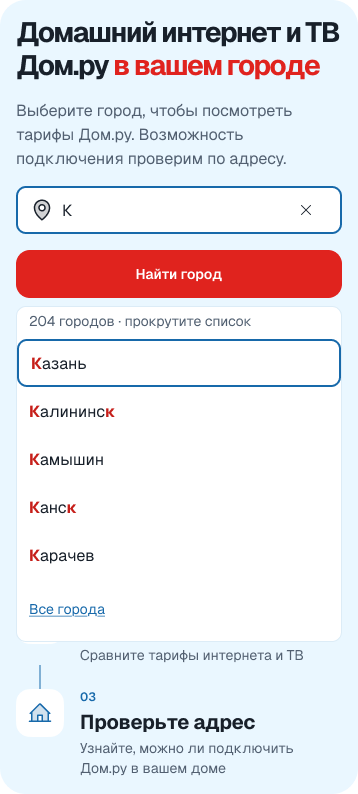 Домашний интернет и ТВ
Дом.ру в вашем городе
Выберите город, чтобы посмотреть
тарифы Дом.ру. Возможность
подключения проверим по адресу.
К
Найти город
204 городов · прокрутите список
Казань
Калининск
Камышин
Канск
Карачев
Все города
Сравните тарифы интернета и ТВ
03
Проверьте адрес
Узнайте, можно ли подключить
Дом.ру в вашем доме